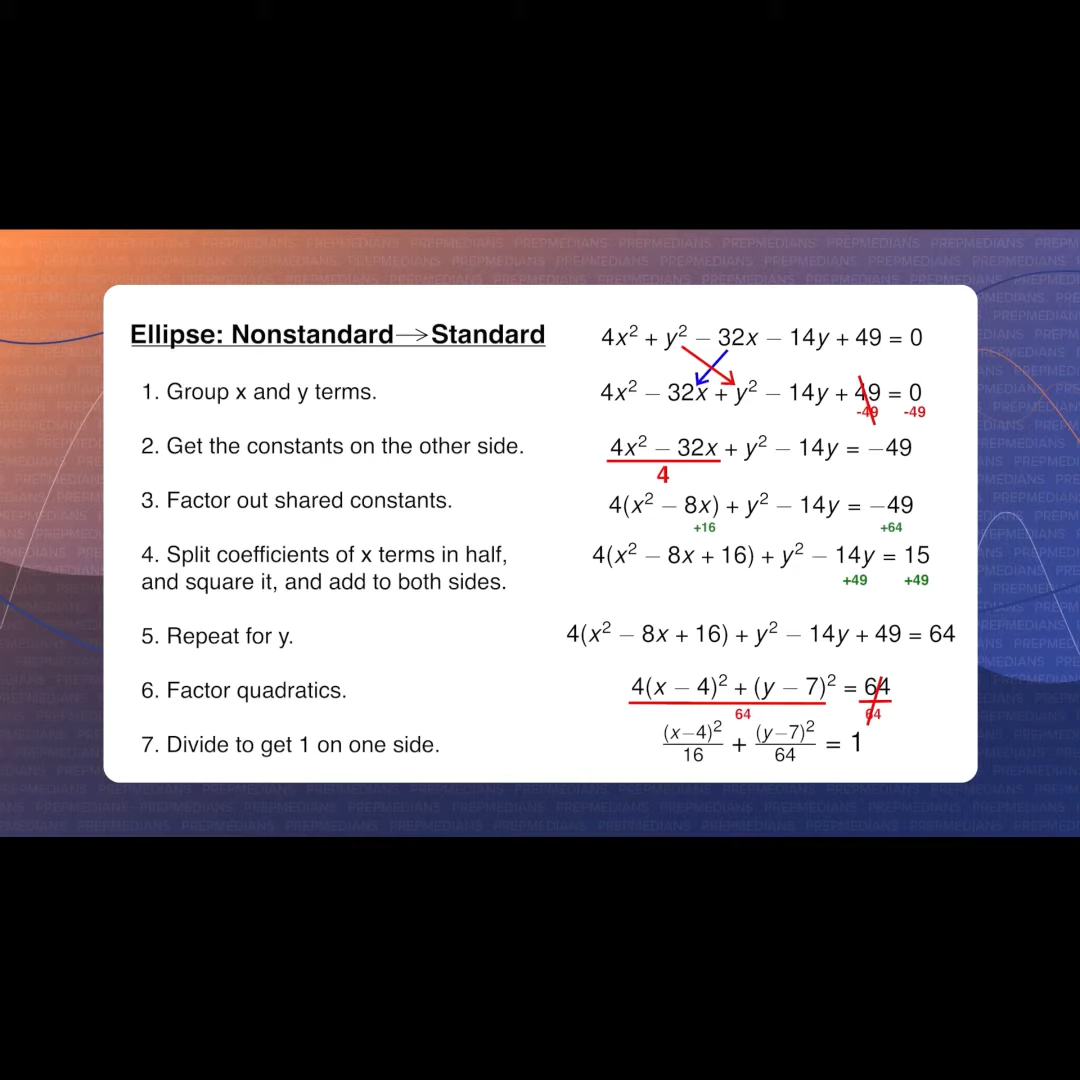 Ellipse: Nonstandard→Standard
4x² + y² − 32x − 14y + 49 = 0
1. Group x and y terms.
4x² − 32x + y² − 14y + 49 = 0
-49 -49
2. Get the constants on the other side.
4x² − 32x + y² − 14y = −49
4
3. Factor out shared constants.
4(x² − 8x) + y² − 14y = −49
+16 +64
4. Split coefficients of x terms in half,
and square it, and add to both sides.
4(x² − 8x + 16) + y² − 14y = 15
+49 +49
5. Repeat for y.
4(x² − 8x + 16) + y² − 14y + 49 = 64
6. Factor quadratics.
4(x − 4)² + (y − 7)² = 64
64 64
7. Divide to get 1 on one side.
(x−4)²/16 + (y−7)²/64 = 1
PREPMEDIANS